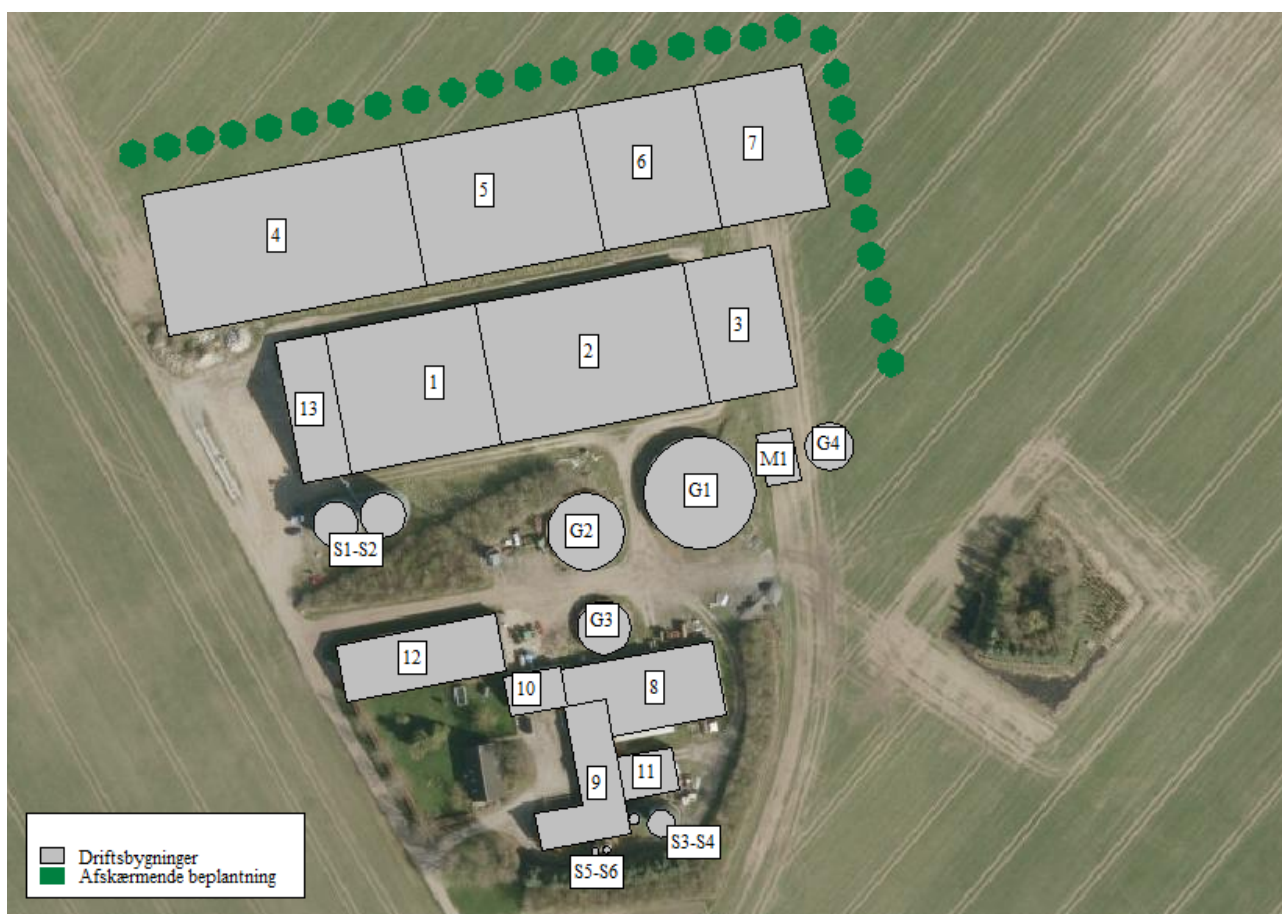 7
6
5
4
3
2
1
13
G4
M1
G1
G2
S1-S2
G3
12
10
8
11
9
S3-S4
S5-S6
Driftsbygninger
Afskærmende beplantning